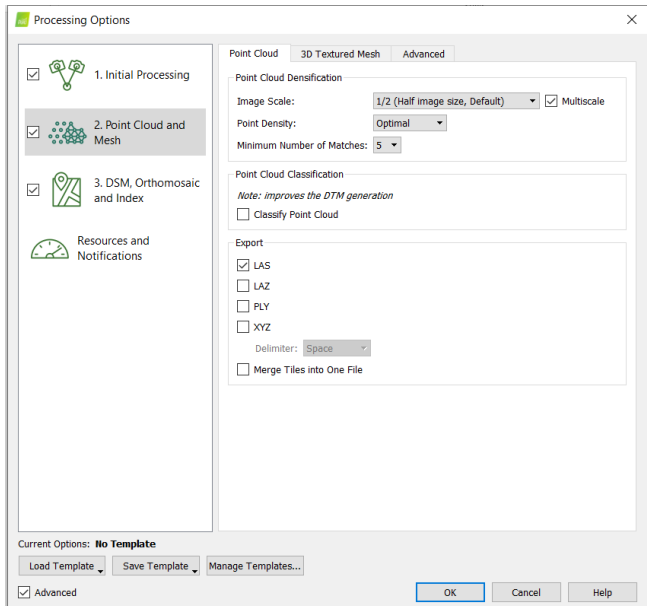 Processing Options
1. Initial Processing
2. Point Cloud and
Mesh
3. DSM, Orthomosaic
and Index
Resources and
Notifications
Point Cloud
3D Textured Mesh
Advanced
Point Cloud Densification
Image Scale:
1/2 (Half image size, Default)
Multiscale
Point Density:
Optimal
Minimum Number of Matches:
5
Point Cloud Classification
Note: improves the DTM generation
Classify Point Cloud
Export
LAS
LAZ
PLY
XYZ
Delimiter:
Space
Merge Tiles into One File
Current Options: No Template
Load Template
Save Template
Manage Templates...
Advanced
OK
Cancel
Help